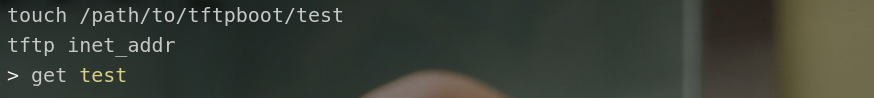 touch /path/to/tftpboot/test
tftp inet_addr
> get test